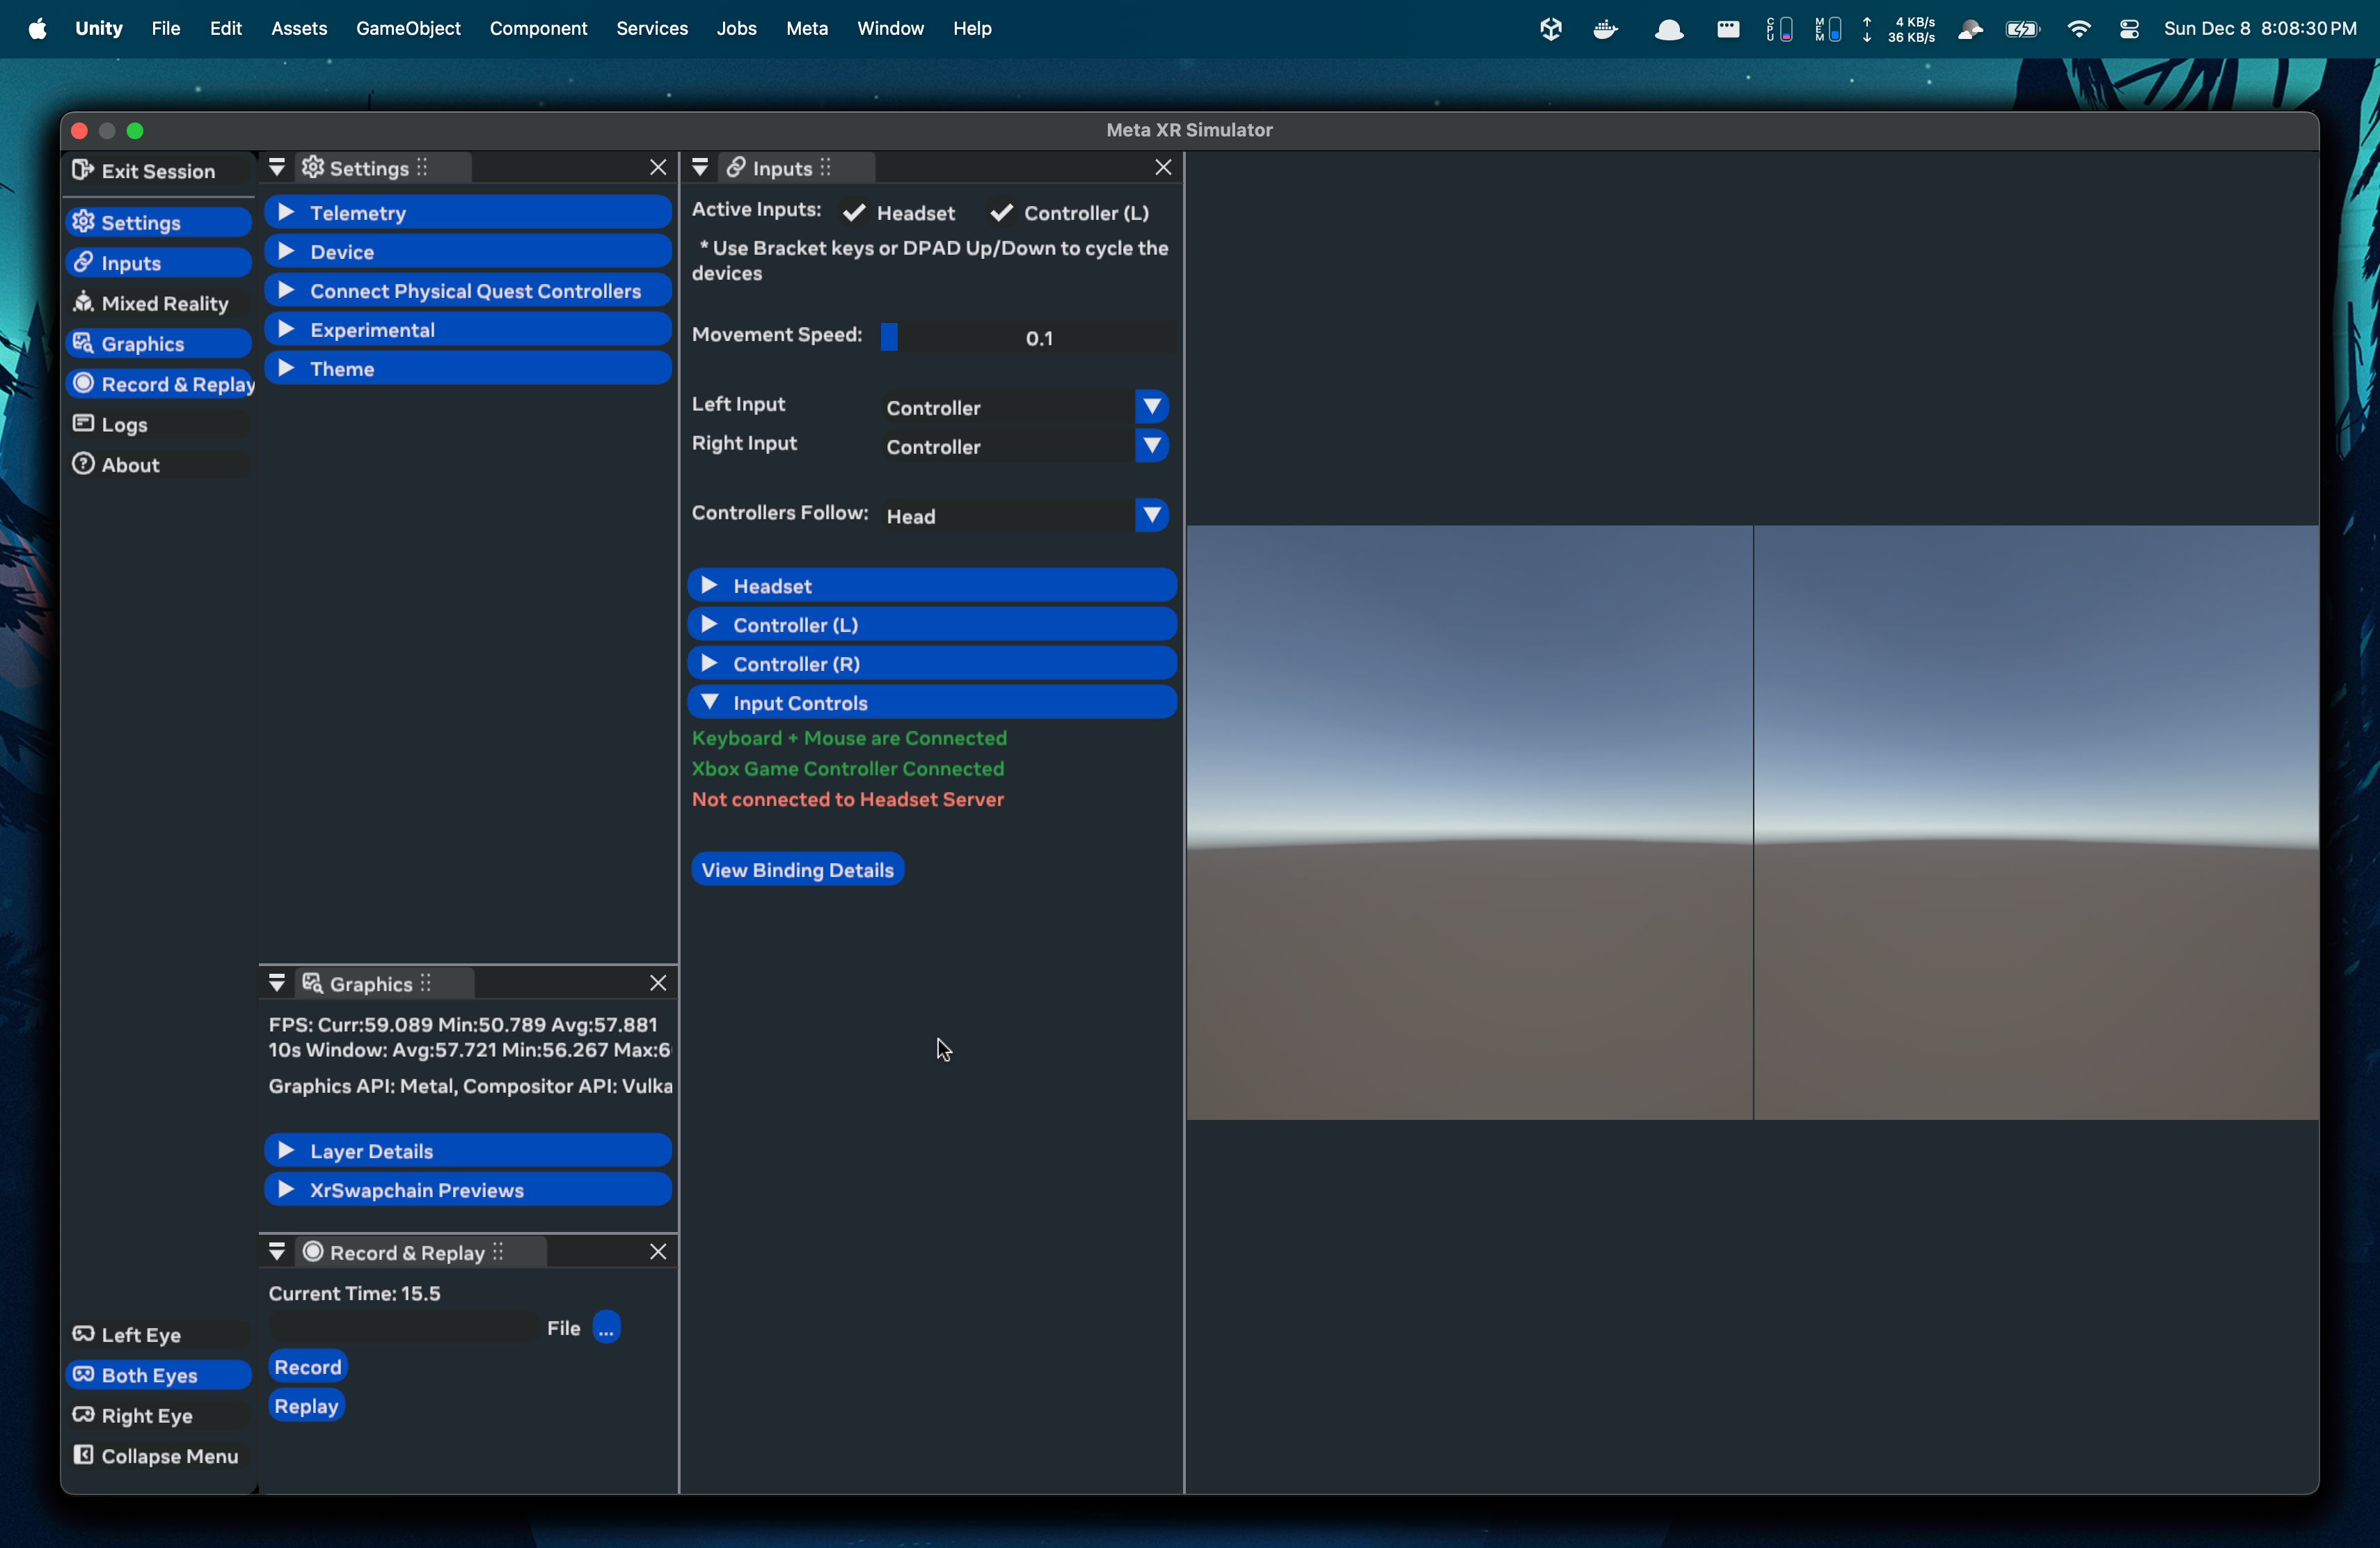 Unity File Edit Assets GameObject Component Services Jobs Meta Window Help
CPU MEM 4 KB/s Sun Dec 8 8:08:30 PM
36 KB/s
Meta XR Simulator
Exit Session
Settings
Inputs
Mixed Reality
Graphics
Record & Replay
Logs
About
Left Eye
Both Eyes
Right Eye
Collapse Menu
Settings
Telemetry
Device
Connect Physical Quest Controllers
Experimental
Theme
Graphics
FPS: Curr:59.089 Min:50.789 Avg:57.881
10s Window: Avg:57.721 Min:56.267 Max:6
Graphics API: Metal, Compositor API: Vulka
Layer Details
XrSwapchain Previews
Record & Replay
Current Time: 15.5
File ...
Record
Replay
Inputs
Active Inputs: Headset Controller (L)
* Use Bracket keys or DPAD Up/Down to cycle the
devices
Movement Speed: 0.1
Left Input Controller
Right Input Controller
Controllers Follow: Head
Headset
Controller (L)
Controller (R)
Input Controls
Keyboard + Mouse are Connected
Xbox Game Controller Connected
Not connected to Headset Server
View Binding Details